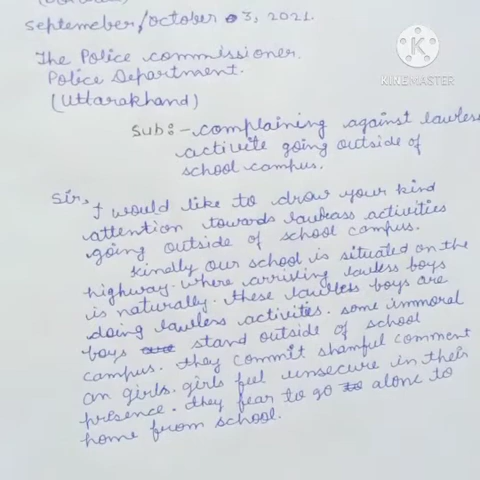 Septemeber/October 3, 2021.
The Police commissioner.
Police Department.
(Uttarakhand)
KINEMASTER
Sub:- complaining against lawless
activite going outside of
school campus.
Sir, I would like to drow your kind
attention towards lawless activities
going outside of school campus.
Kindly our school is situated on the
highway. where arristing lawless boys
is naturally. These lawless boys are
doing lawless activities. some immoral
boys stand outside of school
campus. they commit shamful comment
on girls. girls feel unsecure in their
presence. they fear to go alone to
home from school.